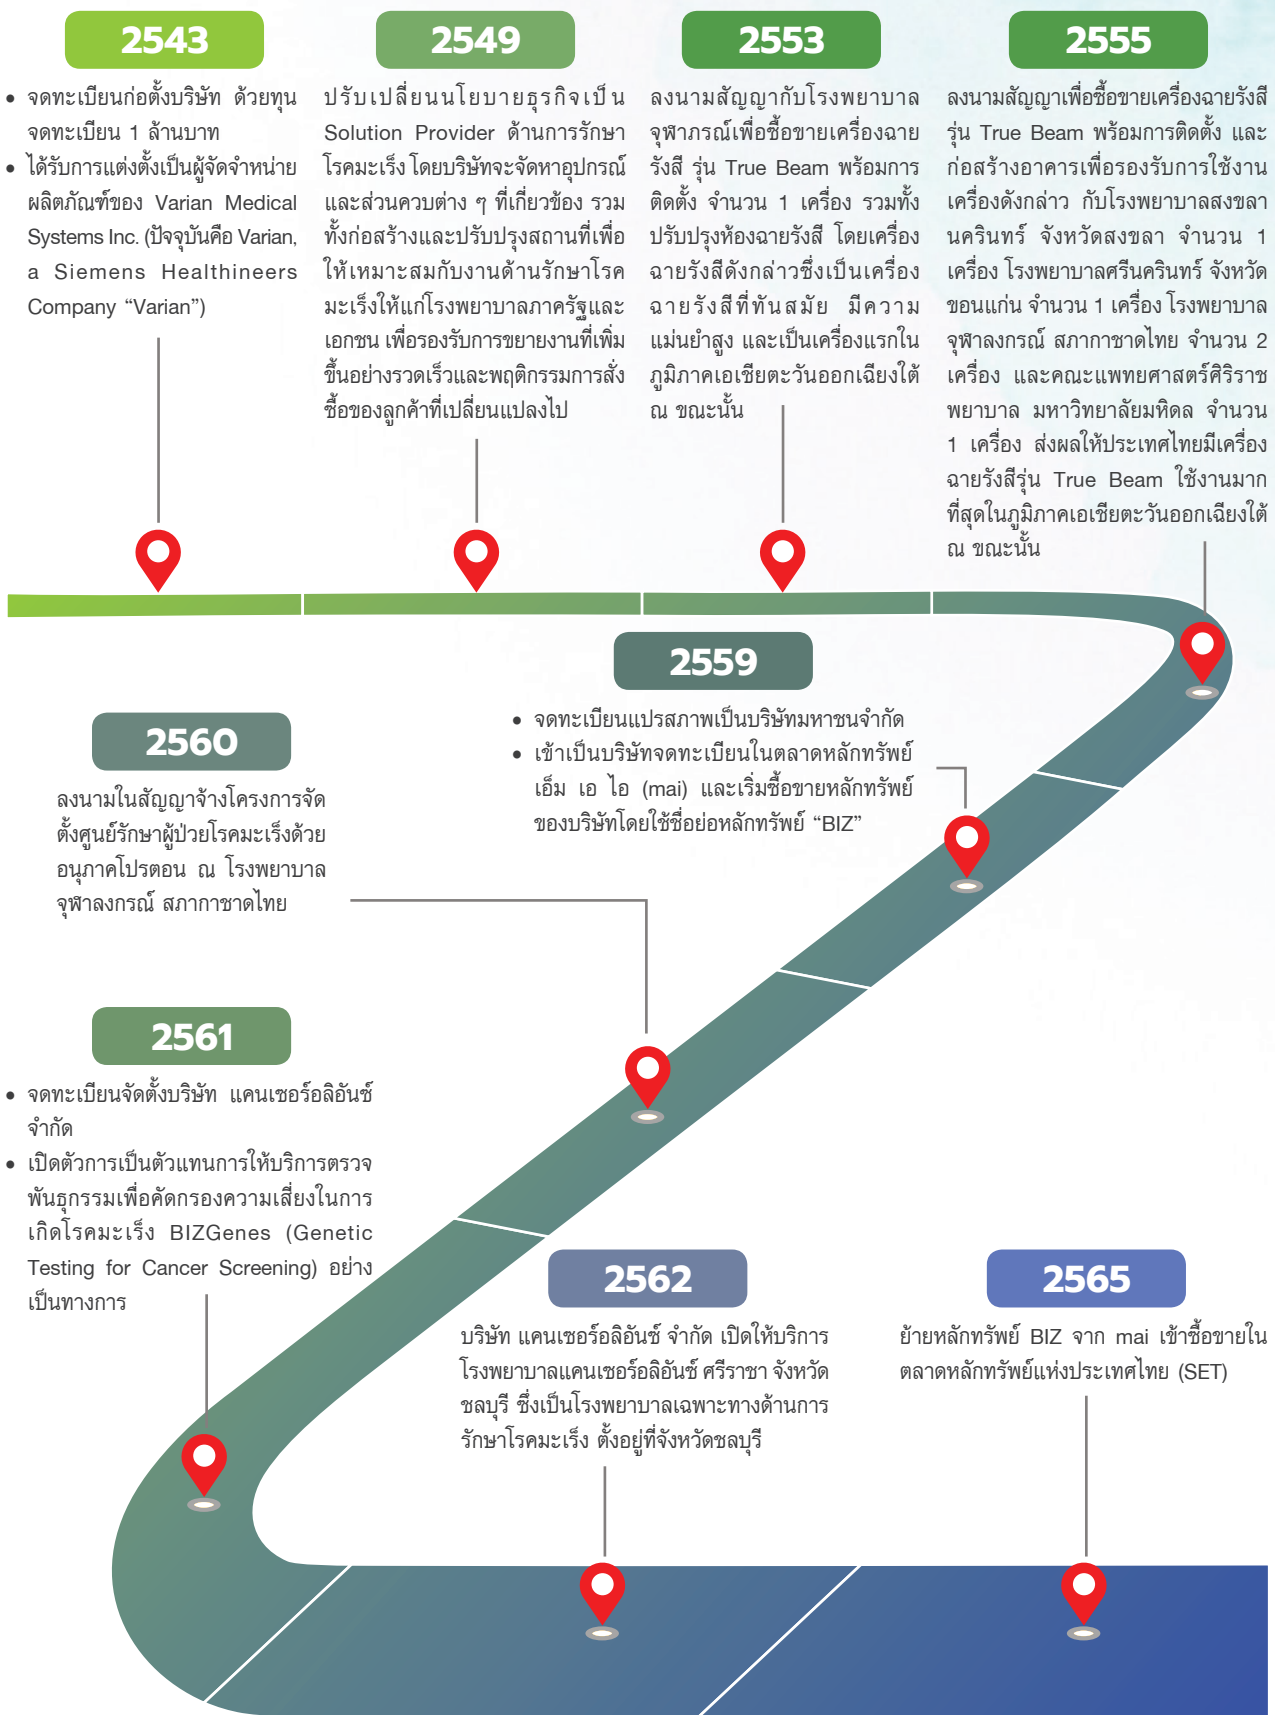 2543
• จดทะเบียนก่อตั้งบริษัท ด้วยทุน
จดทะเบียน 1 ล้านบาท
• ได้รับการแต่งตั้งเป็นผู้จัดจำหน่าย
ผลิตภัณฑ์ของ Varian Medical
Systems Inc. (ปัจจุบันคือ Varian,
a Siemens Healthineers
Company “Varian”)
2549
ปรับเปลี่ยนนโยบายธุรกิจเป็น
Solution Provider ด้านการรักษา
โรคมะเร็ง โดยบริษัทจะจัดหาอุปกรณ์
และส่วนควบต่าง ๆ ที่เกี่ยวข้อง รวม
ทั้งก่อสร้างและปรับปรุงสถานที่เพื่อ
ให้เหมาะสมกับงานด้านรักษาโรค
มะเร็งให้แก่โรงพยาบาลภาครัฐและ
เอกชน เพื่อรองรับการขยายงานที่เพิ่ม
ขึ้นอย่างรวดเร็วและพฤติกรรมการสั่ง
ซื้อของลูกค้าที่เปลี่ยนแปลงไป
2553
ลงนามสัญญากับโรงพยาบาล
จุฬาภรณ์เพื่อซื้อขายเครื่องฉาย
รังสี รุ่น True Beam พร้อมการ
ติดตั้ง จำนวน 1 เครื่อง รวมทั้ง
ปรับปรุงห้องฉายรังสี โดยเครื่อง
ฉายรังสีดังกล่าวซึ่งเป็นเครื่อง
ฉายรังสีที่ทันสมัย มีความ
แม่นยำสูง และเป็นเครื่องแรกใน
ภูมิภาคเอเชียตะวันออกเฉียงใต้
ณ ขณะนั้น
2555
ลงนามสัญญาเพื่อซื้อขายเครื่องฉายรังสี
รุ่น True Beam พร้อมการติดตั้ง และ
ก่อสร้างอาคารเพื่อรองรับการใช้งาน
เครื่องดังกล่าว กับโรงพยาบาลสงขลา
นครินทร์ จังหวัดสงขลา จำนวน 1
เครื่อง โรงพยาบาลศรีนครินทร์ จังหวัด
ขอนแก่น จำนวน 1 เครื่อง โรงพยาบาล
จุฬาลงกรณ์ สภากาชาดไทย จำนวน 2
เครื่อง และคณะแพทยศาสตร์ศิริราช
พยาบาล มหาวิทยาลัยมหิดล จำนวน
1 เครื่อง ส่งผลให้ประเทศไทยมีเครื่อง
ฉายรังสีรุ่น True Beam ใช้งานมาก
ที่สุดในภูมิภาคเอเชียตะวันออกเฉียงใต้
ณ ขณะนั้น
2559
• จดทะเบียนแปรสภาพเป็นบริษัทมหาชนจำกัด
• เข้าเป็นบริษัทจดทะเบียนในตลาดหลักทรัพย์
เอ็ม เอ ไอ (mai) และเริ่มซื้อขายหลักทรัพย์
ของบริษัทโดยใช้ชื่อย่อหลักทรัพย์ “BIZ”
2560
ลงนามในสัญญาจ้างโครงการจัด
ตั้งศูนย์รักษาผู้ป่วยโรคมะเร็งด้วย
อนุภาคโปรตอน ณ โรงพยาบาล
จุฬาลงกรณ์ สภากาชาดไทย
2561
• จดทะเบียนจัดตั้งบริษัท แคนเซอร์อลิอันซ์
จำกัด
• เปิดตัวการเป็นตัวแทนการให้บริการตรวจ
พันธุกรรมเพื่อคัดกรองความเสี่ยงในการ
เกิดโรคมะเร็ง BIZGenes (Genetic
Testing for Cancer Screening) อย่าง
เป็นทางการ
2562
บริษัท แคนเซอร์อลิอันซ์ จำกัด เปิดให้บริการ
โรงพยาบาลแคนเซอร์อลิอันซ์ ศรีราชา จังหวัด
ชลบุรี ซึ่งเป็นโรงพยาบาลเฉพาะทางด้านการ
รักษาโรคมะเร็ง ตั้งอยู่ที่จังหวัดชลบุรี
2565
ย้ายหลักทรัพย์ BIZ จาก mai เข้าซื้อขายใน
ตลาดหลักทรัพย์แห่งประเทศไทย (SET)